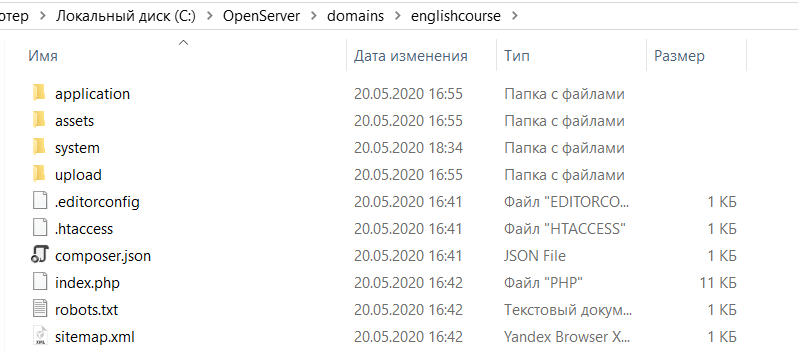 ютер > Локальный диск (C:) > OpenServer > domains > englishcourse >
Имя Дата изменения Тип Размер
application 20.05.2020 16:55 Папка с файлами
assets 20.05.2020 16:55 Папка с файлами
system 20.05.2020 18:34 Папка с файлами
upload 20.05.2020 16:55 Папка с файлами
.editorconfig 20.05.2020 16:41 Файл "EDITORCO... 1 КБ
.htaccess 20.05.2020 16:41 Файл "HTACCESS" 1 КБ
composer.json 20.05.2020 16:41 JSON File 1 КБ
index.php 20.05.2020 16:42 Файл "PHP" 11 КБ
robots.txt 20.05.2020 16:42 Текстовый докум... 1 КБ
sitemap.xml 20.05.2020 16:42 Yandex Browser X... 1 КБ